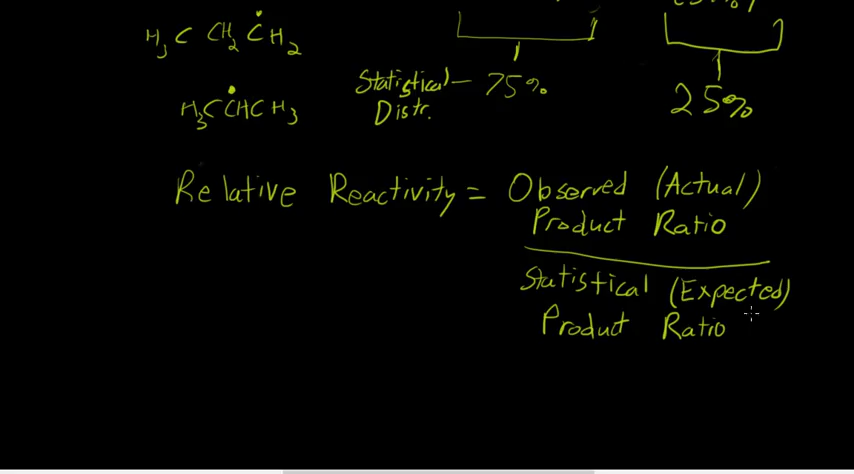 H₃C CH₂ ĊH₂
Statistical — 75%
H₃CĊHCH₃ Distr. 25%
Relative Reactivity = Observed (Actual)
Product Ratio
Statistical (Expected)
Product Ratio